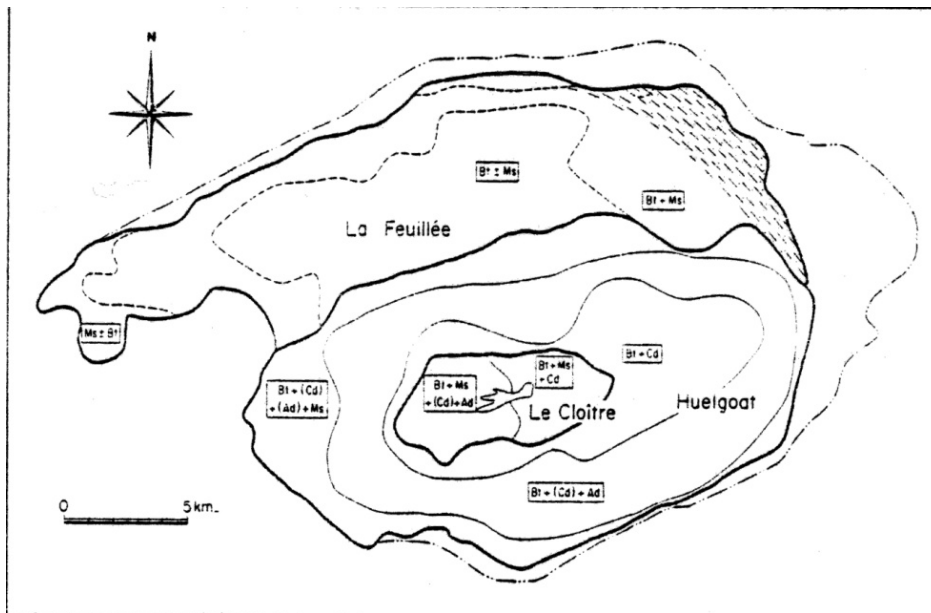 N
Bt ± Ms
Bt + Ms
La Feuillée
Ms ± Bt
Bt + Cd
Bt + Ms
+ Cd
Bt + Ms
+ (Cd) + Ad
Bt + (Cd)
+ (Ad) + Ms
Le Cloître
Huelgoat
Bt + (Cd) + Ad
0
5 km